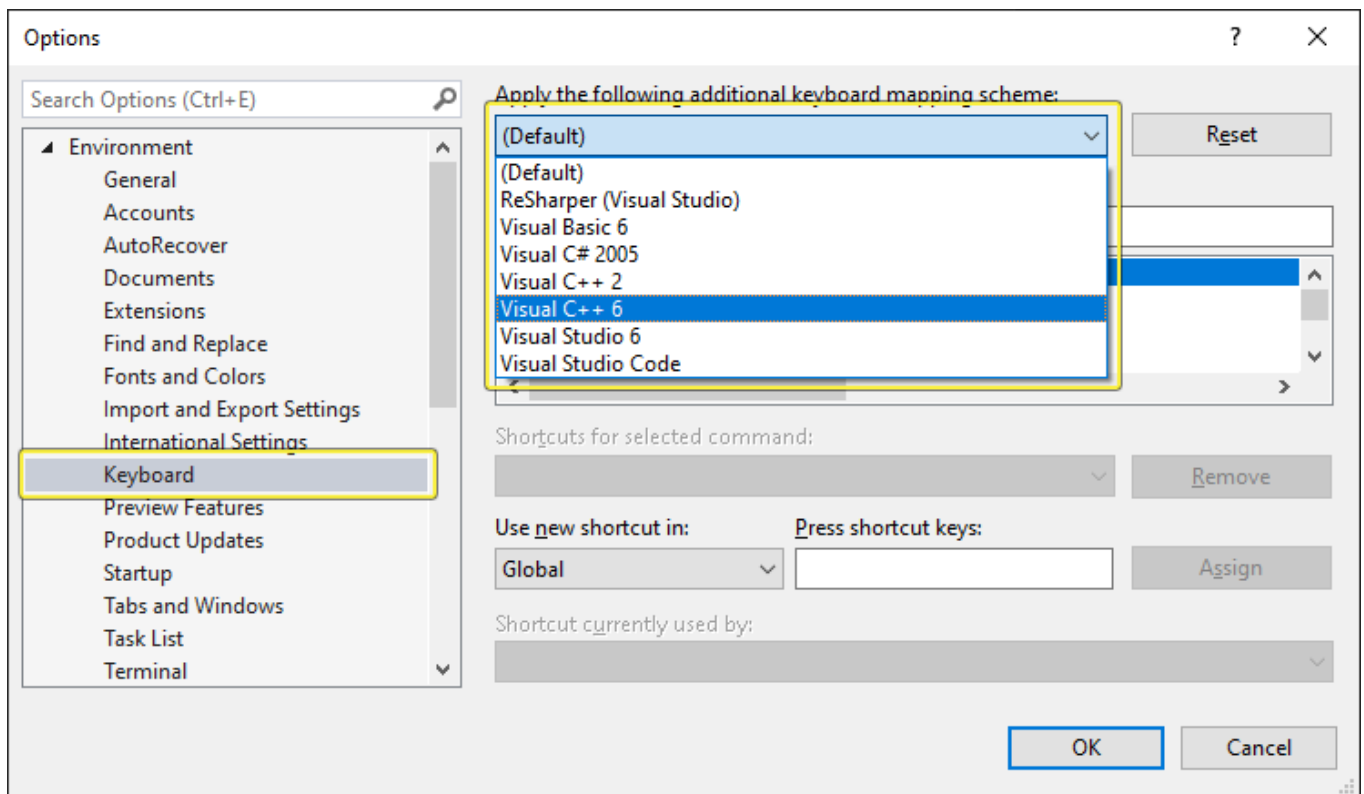 Options
?
Search Options (Ctrl+E)
Environment
General
Accounts
AutoRecover
Documents
Extensions
Find and Replace
Fonts and Colors
Import and Export Settings
International Settings
Keyboard
Preview Features
Product Updates
Startup
Tabs and Windows
Task List
Terminal
Apply the following additional keyboard mapping scheme:
(Default)
Reset
(Default)
ReSharper (Visual Studio)
Visual Basic 6
Visual C# 2005
Visual C++ 2
Visual C++ 6
Visual Studio 6
Visual Studio Code
Shortcuts for selected command:
Remove
Use new shortcut in:
Press shortcut keys:
Global
Assign
Shortcut currently used by:
OK
Cancel